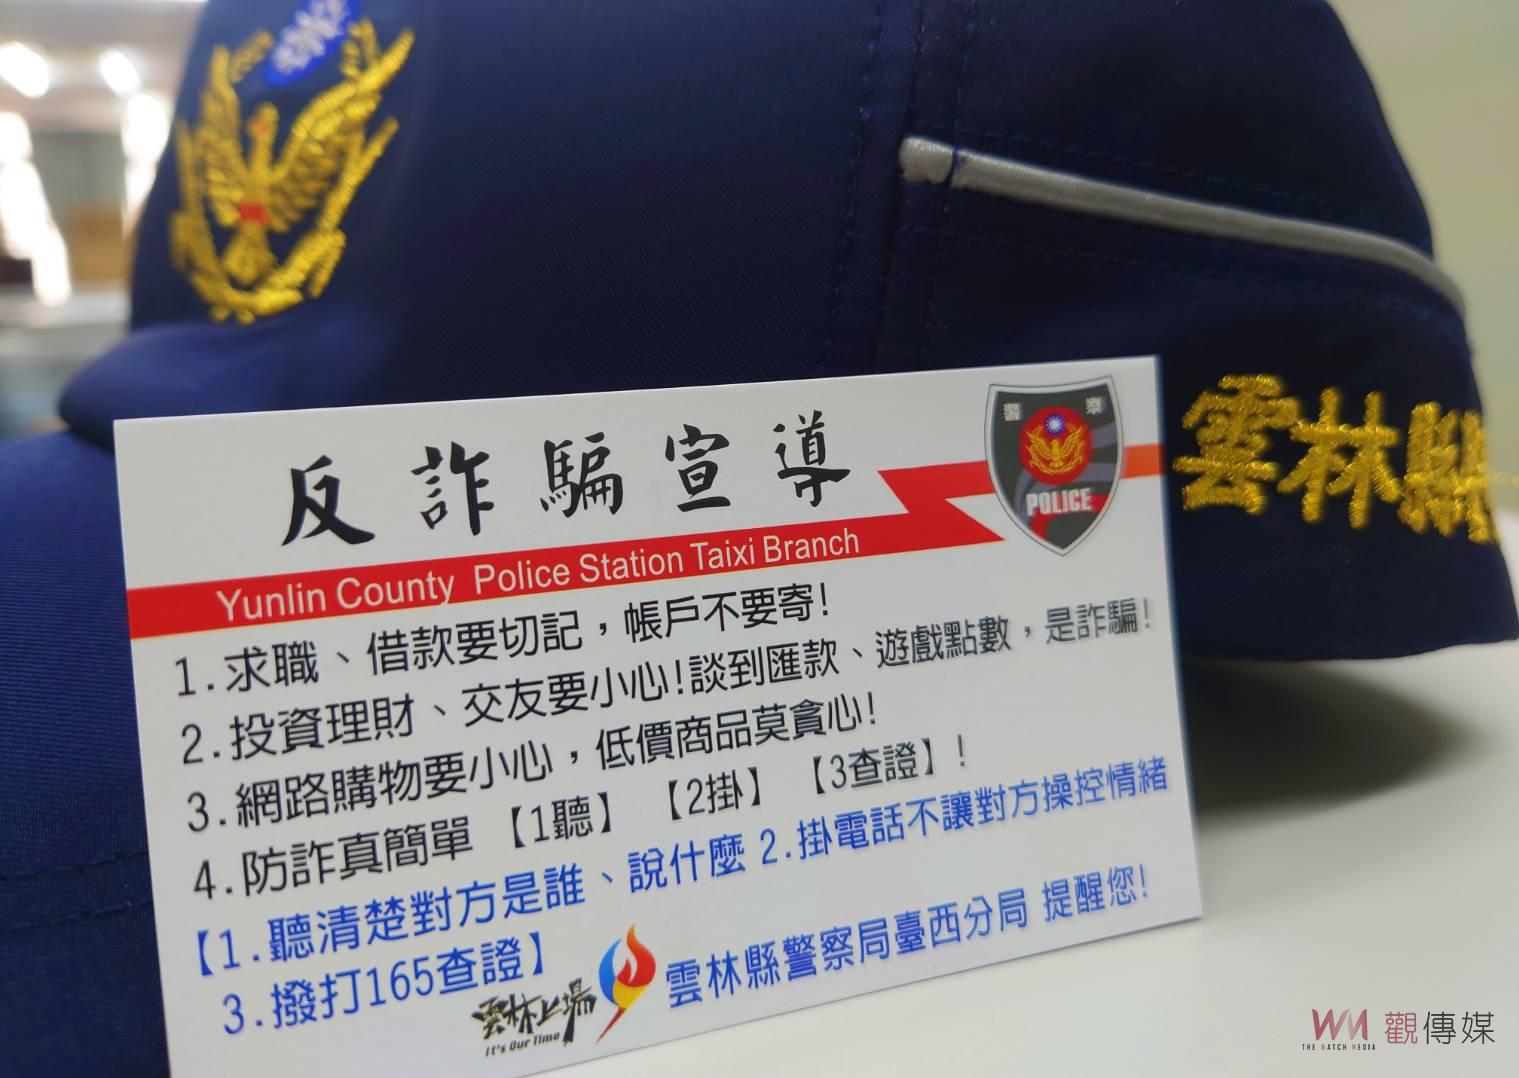 反詐騙宣導
警察
POLICE
Yunlin County Police Station Taixi Branch
1.求職、借款要切記，帳戶不要寄!
2.投資理財、交友要小心!談到匯款、遊戲點數，是詐騙!
3.網路購物要小心，低價商品莫貪心!
4.防詐真簡單【1聽】【2掛】【3查證】!
【1.聽清楚對方是誰、說什麼 2.掛電話不讓對方操控情緒
3.撥打165查證】
雲林上場
It's Our Time
雲林縣警察局臺西分局 提醒您!
雲林縣
WM 觀傳媒
THE WATCH MEDIA